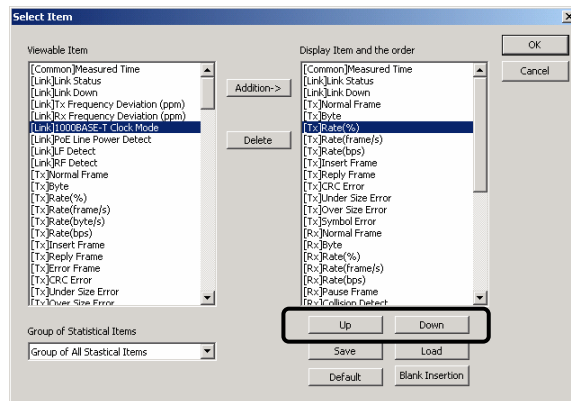 Select Item
Viewable Item
[Common]Measured Time
[Link]Link Status
[Link]Link Down
[Link]Tx Frequency Deviation (ppm)
[Link]Rx Frequency Deviation (ppm)
[Link]1000BASE-T Clock Mode
[Link]PoE Line Power Detect
[Link]LF Detect
[Link]RF Detect
[Tx]Normal Frame
[Tx]Byte
[Tx]Rate(%)
[Tx]Rate(frame/s)
[Tx]Rate(byte/s)
[Tx]Rate(bps)
[Tx]Insert Frame
[Tx]Reply Frame
[Tx]Error Frame
[Tx]CRC Error
[Tx]Under Size Error
[Tx]Over Size Error
Group of Statistical Items
Group of All Stastical Items
Addition->
Delete
Display Item and the order
[Common]Measured Time
[Link]Link Status
[Link]Link Down
[Tx]Normal Frame
[Tx]Byte
[Tx]Rate(%)
[Tx]Rate(frame/s)
[Tx]Rate(bps)
[Tx]Insert Frame
[Tx]Reply Frame
[Tx]CRC Error
[Tx]Under Size Error
[Tx]Over Size Error
[Tx]Symbol Error
[Rx]Normal Frame
[Rx]Byte
[Rx]Rate(%)
[Rx]Rate(frame/s)
[Rx]Rate(bps)
[Rx]Pause Frame
[Rx]Collision Detect
Up Down
Save Load
Default Blank Insertion
OK
Cancel